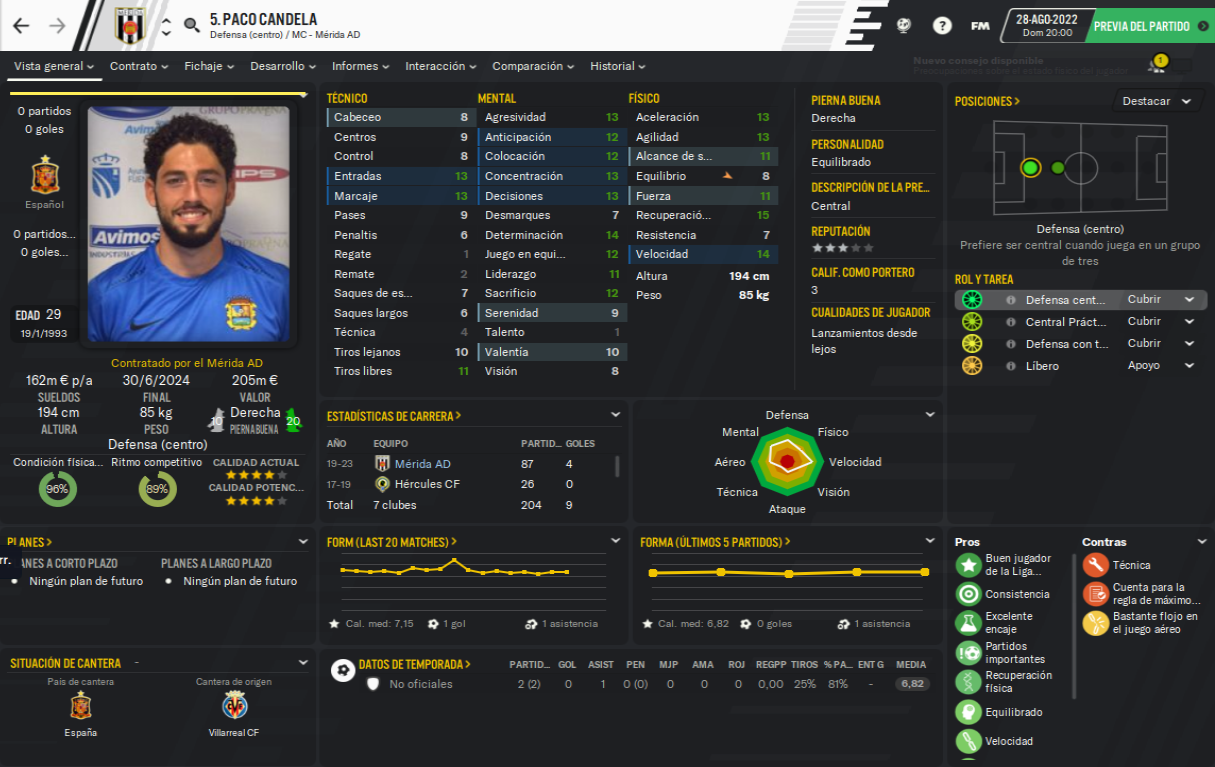 5. PACO CANDELA
Defensa (centro) / MC - Mérida AD
FM
28-AGO-2022
Dom 20:00
PREVIA DEL PARTIDO
Vista general
Contrato
Fichaje
Desarrollo
Informes
Interacción
Comparación
Historial
Nuevo consejo disponible
1
0 partidos
0 goles
Español
0 partidos...
0 goles...
EDAD 29
19/1/1993
Avimos
Contratado por el Mérida AD
162m € p/a
SUELDOS
30/6/2024
FINAL
205m €
VALOR
194 cm
ALTURA
85 kg
PESO
10
Derecha
PIERNA BUENA
20
Defensa (centro)
Condición física...
96%
Ritmo competitivo
89%
CALIDAD ACTUAL
CALIDAD POTENC...
TÉCNICO
Cabeceo 8
Centros 9
Control 8
Entradas 13
Marcaje 13
Pases 9
Penaltis 6
Regate 1
Remate 2
Saques de es... 7
Saques largos 6
Técnica 4
Tiros lejanos 10
Tiros libres 11
MENTAL
Agresividad 13
Anticipación 12
Colocación 12
Concentración 13
Decisiones 13
Desmarques 7
Determinación 14
Juego en equi... 12
Liderazgo 11
Sacrificio 12
Serenidad 9
Talento 1
Valentía 10
Visión 8
FÍSICO
Aceleración 13
Agilidad 13
Alcance de s... 11
Equilibrio 8
Fuerza 11
Recuperació... 15
Resistencia 7
Velocidad 14
Altura 194 cm
Peso 85 kg
PIERNA BUENA
Derecha
PERSONALIDAD
Equilibrado
DESCRIPCIÓN DE LA PRE...
Central
REPUTACIÓN
CALIF. COMO PORTERO
3
CUALIDADES DE JUGADOR
Lanzamientos desde
lejos
POSICIONES
Destacar
Defensa (centro)
Prefiere ser central cuando juega en un grupo
de tres
ROL Y TAREA
Defensa cent... Cubrir
Central Práct... Cubrir
Defensa con t... Cubrir
Líbero Apoyo
ESTADÍSTICAS DE CARRERA
AÑO EQUIPO PARTID... GOLES
19-23 Mérida AD 87 4
17-19 Hércules CF 26 0
Total 7 clubes 204 9
Defensa
Mental Físico
Aéreo Velocidad
Técnica Visión
Ataque
PLANES
rr.
ANES A CORTO PLAZO
Ningún plan de futuro
PLANES A LARGO PLAZO
Ningún plan de futuro
FORM (LAST 20 MATCHES)
Cal. med: 7,15 1 gol 1 asistencia
FORMA (ÚLTIMOS 5 PARTIDOS)
Cal. med: 6,82 0 goles 1 asistencia
Pros
Buen jugador
de la Liga...
Consistencia
Excelente
encaje
Partidos
importantes
Recuperación
física
Equilibrado
Velocidad
Contras
Técnica
Cuenta para la
regla de máximo...
Bastante flojo en
el juego aéreo
SITUACIÓN DE CANTERA -
País de cantera
España
Cantera de origen
Villarreal CF
DATOS DE TEMPORADA PARTID... GOL ASIST PEN MJP AMA ROJ REGPP TIROS % PA... ENT G MEDIA
No oficiales 2 (2) 0 1 0 (0) 0 0 0 0,00 25% 81% - 6,82